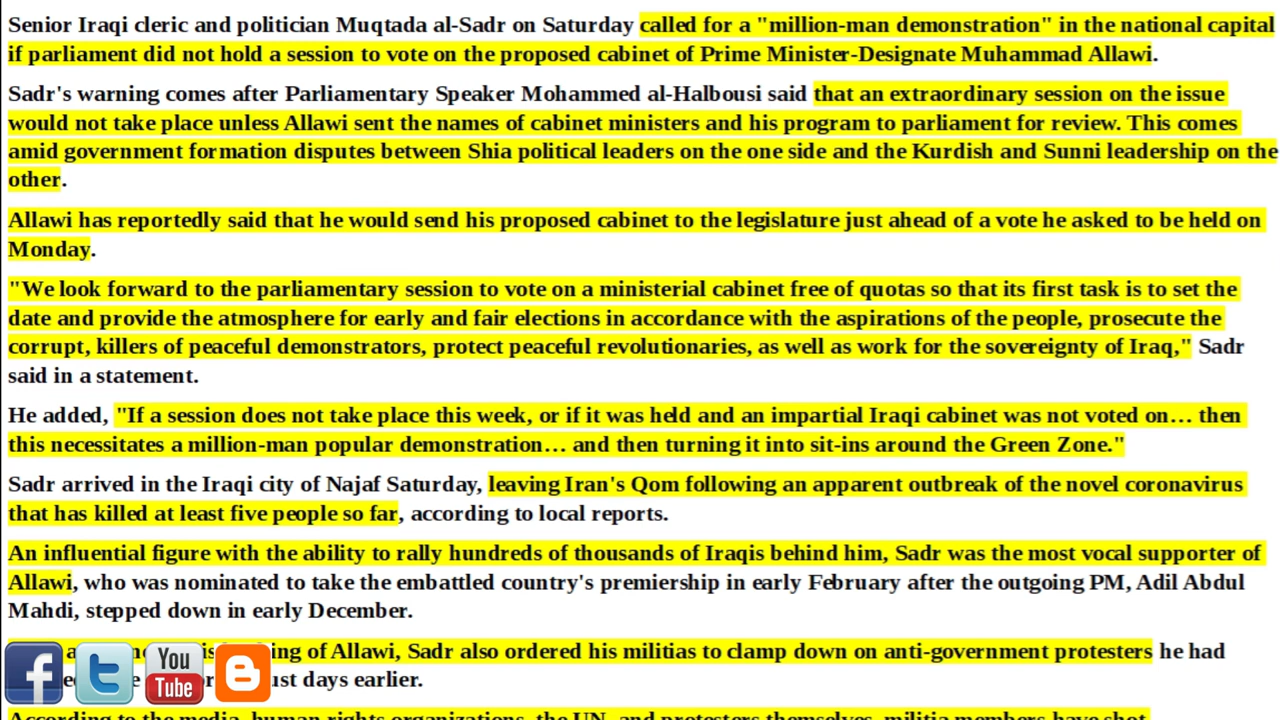 Senior Iraqi cleric and politician Muqtada al-Sadr on Saturday called for a "million-man demonstration" in the national capital
if parliament did not hold a session to vote on the proposed cabinet of Prime Minister-Designate Muhammad Allawi.
Sadr's warning comes after Parliamentary Speaker Mohammed al-Halbousi said that an extraordinary session on the issue
would not take place unless Allawi sent the names of cabinet ministers and his program to parliament for review. This comes
amid government formation disputes between Shia political leaders on the one side and the Kurdish and Sunni leadership on the
other.
Allawi has reportedly said that he would send his proposed cabinet to the legislature just ahead of a vote he asked to be held on
Monday.
"We look forward to the parliamentary session to vote on a ministerial cabinet free of quotas so that its first task is to set the
date and provide the atmosphere for early and fair elections in accordance with the aspirations of the people, prosecute the
corrupt, killers of peaceful demonstrators, protect peaceful revolutionaries, as well as work for the sovereignty of Iraq," Sadr
said in a statement.
He added, "If a session does not take place this week, or if it was held and an impartial Iraqi cabinet was not voted on… then
this necessitates a million-man popular demonstration… and then turning it into sit-ins around the Green Zone."
Sadr arrived in the Iraqi city of Najaf Saturday, leaving Iran's Qom following an apparent outbreak of the novel coronavirus
that has killed at least five people so far, according to local reports.
An influential figure with the ability to rally hundreds of thousands of Iraqis behind him, Sadr was the most vocal supporter of
Allawi, who was nominated to take the embattled country's premiership in early February after the outgoing PM, Adil Abdul
Mahdi, stepped down in early December.
of Allawi, Sadr also ordered his militias to clamp down on anti-government protesters he had
just days earlier.
You
Tube
According to the media, human rights organizations, the UN, and protesters themselves, militia members have shot